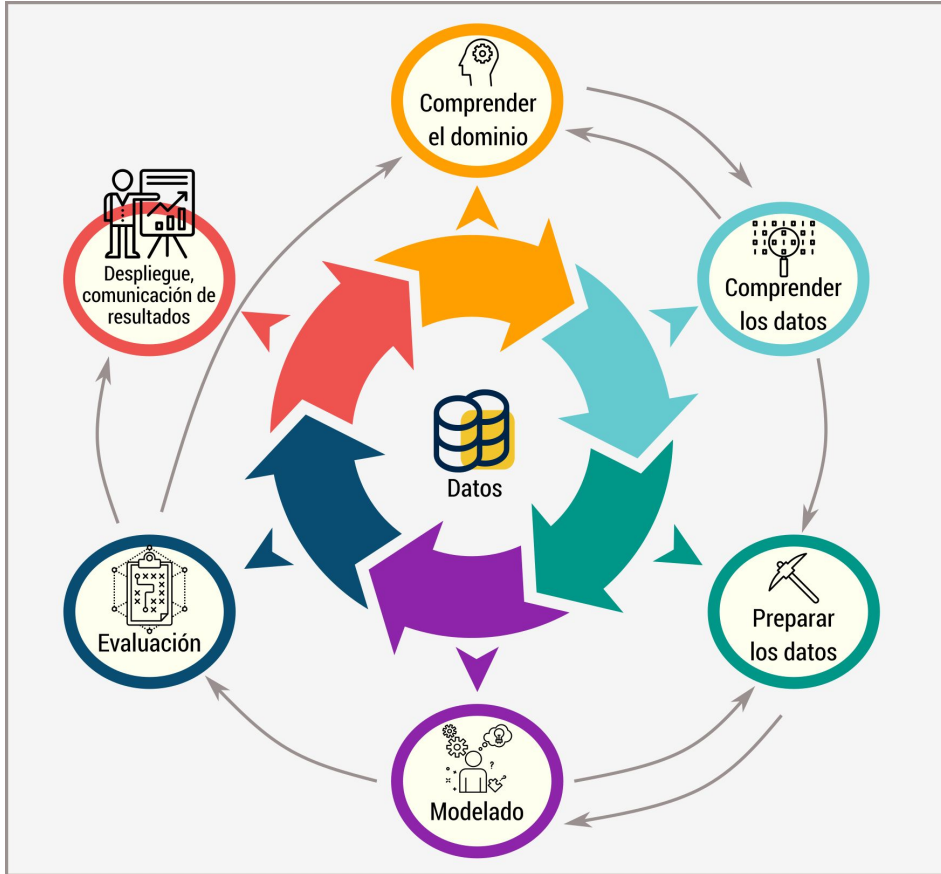 Comprender
el dominio
Comprender
los datos
Preparar
los datos
Modelado
Evaluación
Despliegue,
comunicación de
resultados
Datos